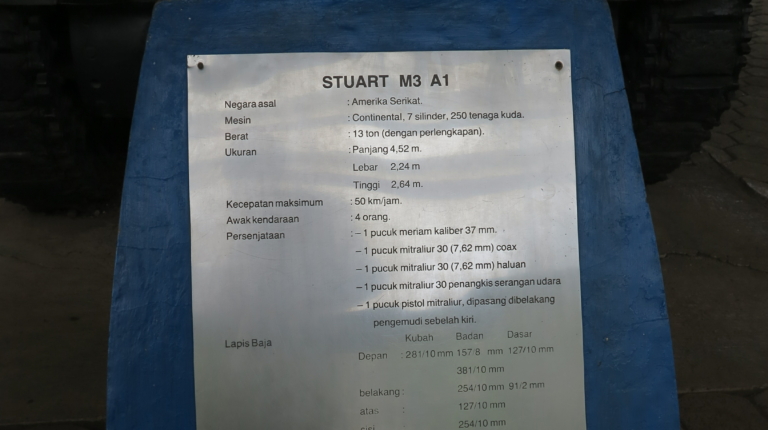 STUART M3 A1
Negara asal : Amerika Serikat.
Mesin : Continental, 7 silinder, 250 tenaga kuda.
Berat : 13 ton (dengan perlengkapan).
Ukuran : Panjang 4,52 m.
Lebar 2,24 m
Tinggi 2,64 m.
Kecepatan maksimum : 50 km/jam.
Awak kendaraan : 4 orang.
Persenjataan : – 1 pucuk meriam kaliber 37 mm.
– 1 pucuk mitraliur 30 (7,62 mm) coax
– 1 pucuk mitraliur 30 (7,62 mm) haluan
– 1 pucuk mitraliur 30 penangkis serangan udara
– 1 pucuk pistol mitraliur, dipasang dibelakang
pengemudi sebelah kiri.
Lapis Baja Kubah Badan Dasar
Depan : 281/10 mm 157 8 mm 127/10 mm
381/10 mm
belakang : 254/10 mm 91/2 mm
atas : 127/10 mm
sisi 254/10 mm